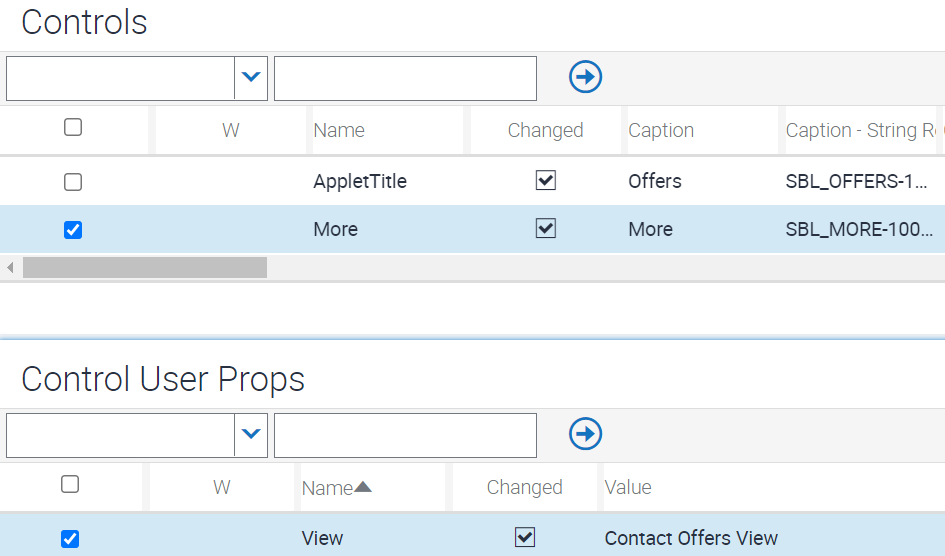 Controls
W Name Changed Caption Caption - String R
AppletTitle Offers SBL_OFFERS-1...
More More SBL_MORE-100...
Control User Props
W Name Changed Value
View Contact Offers View